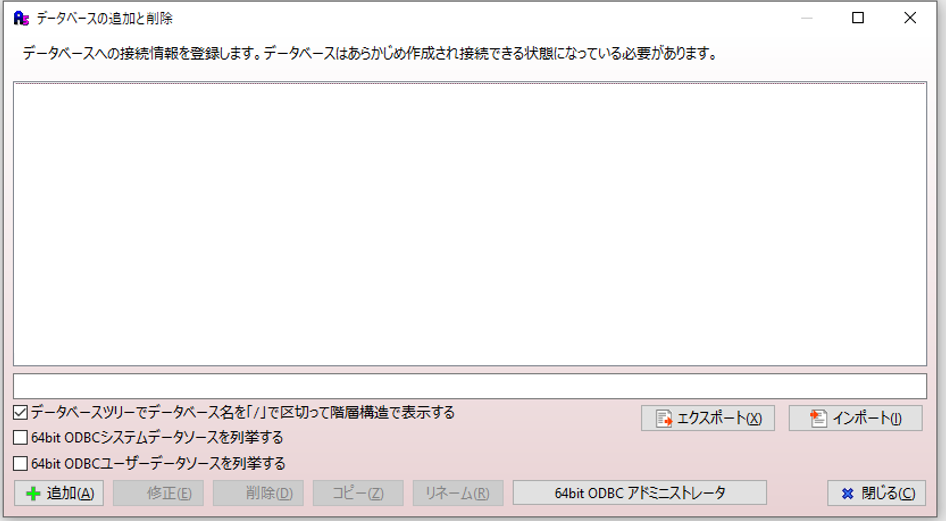 データベースの追加と削除
データベースへの接続情報を登録します。データベースはあらかじめ作成され接続できる状態になっている必要があります。
データベースツリーでデータベース名を「/」で区切って階層構造で表示する
エクスポート(X)
インポート(I)
64bit ODBCシステムデータソースを列挙する
64bit ODBCユーザーデータソースを列挙する
追加(A)
修正(E)
削除(D)
コピー(Z)
リネーム(R)
64bit ODBC アドミニストレータ
閉じる(C)